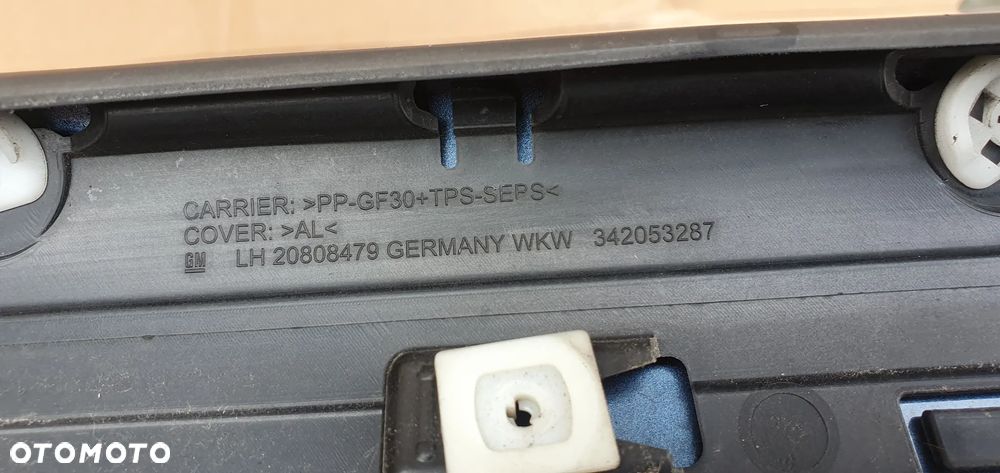 CARRIER: >PP-GF30+TPS-SEPS<
COVER: >AL<
GM LH 20808479 GERMANY WKW 342053287
OTOMOTO